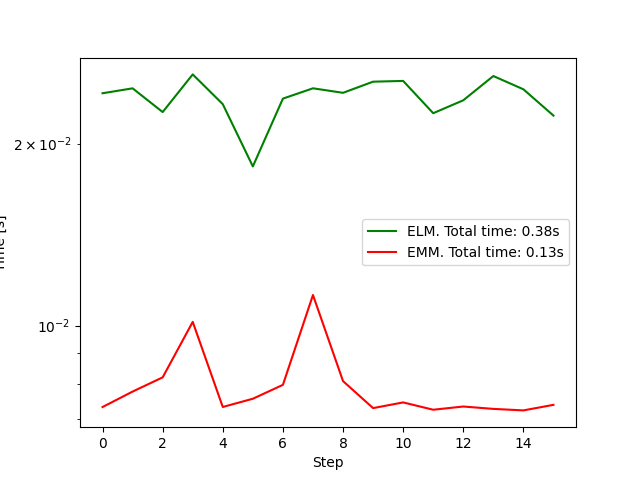 2 × 10⁻²
10⁻²
Time [s]
ELM. Total time: 0.38s
EMM. Total time: 0.13s
0 2 4 6 8 10 12 14
Step